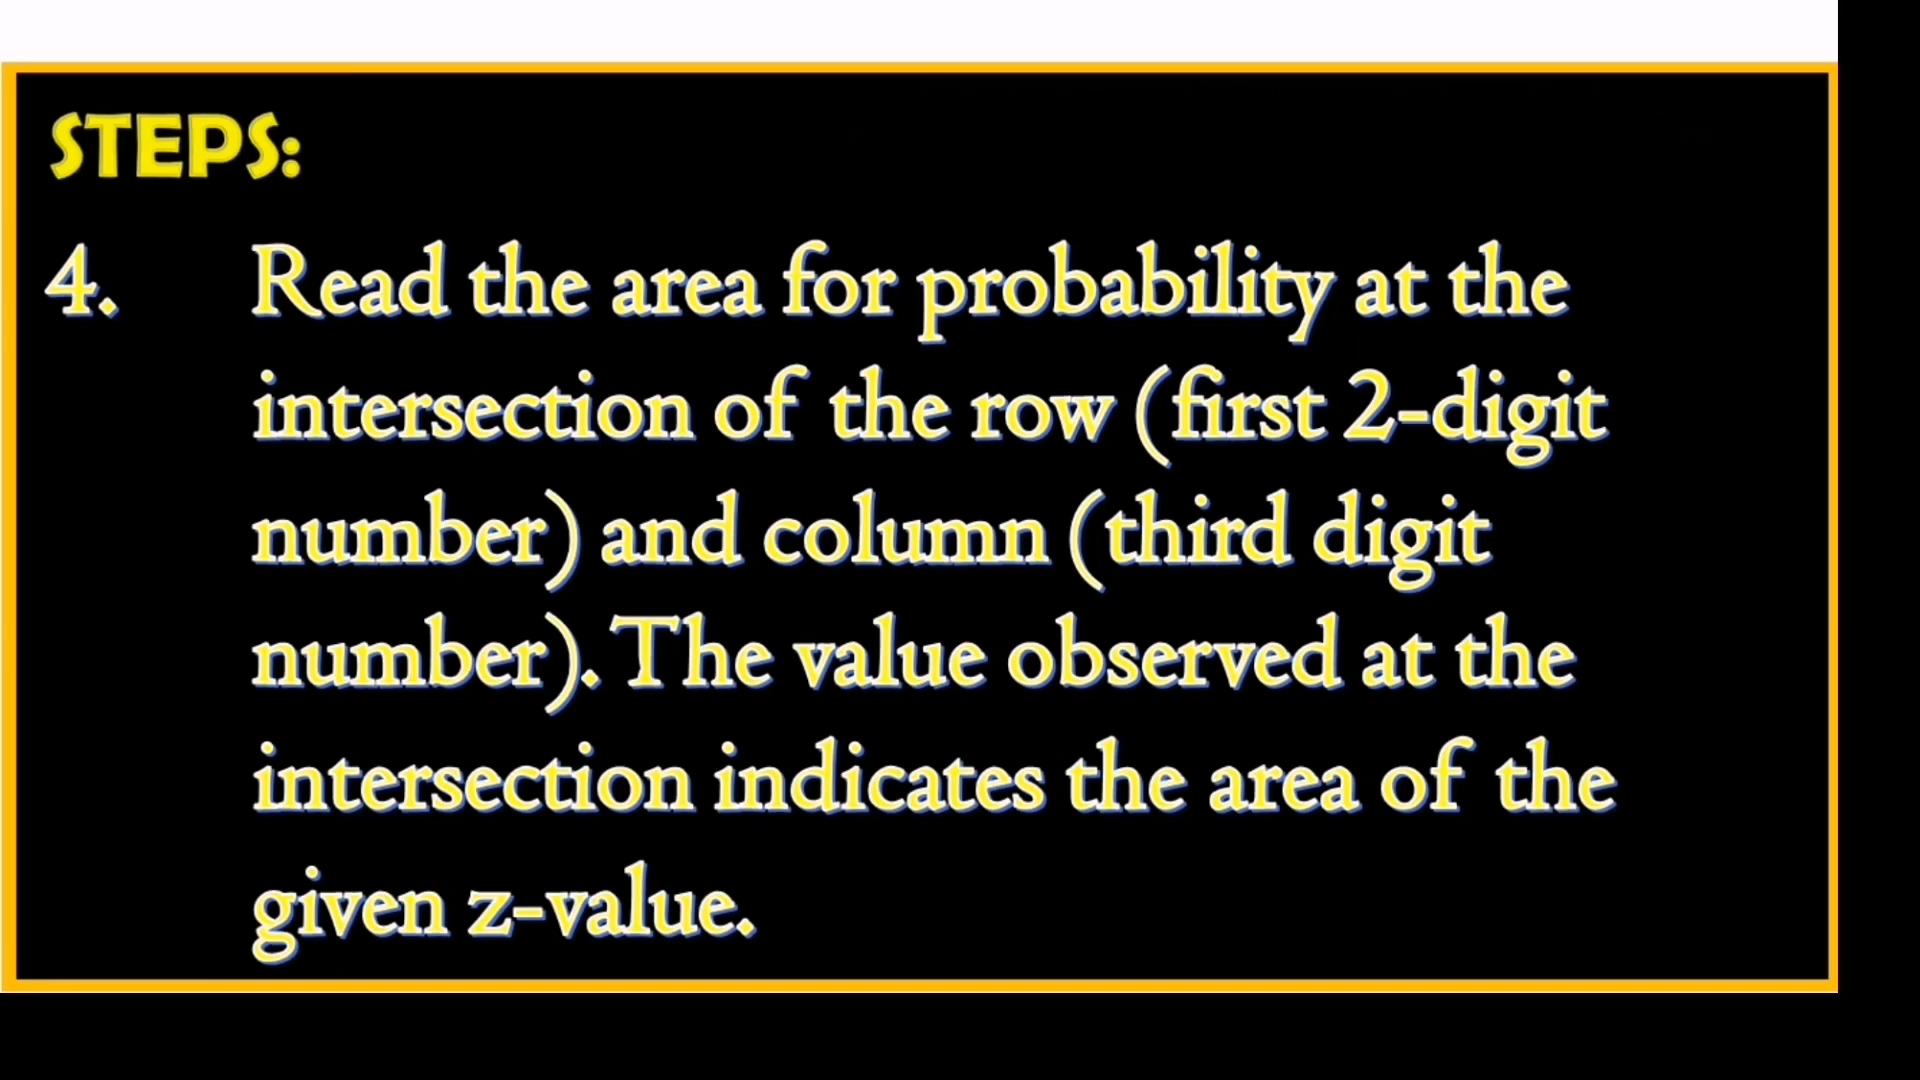 STEPS:
4. Read the area for probability at the
intersection of the row (first 2-digit
number) and column (third digit
number). The value observed at the
intersection indicates the area of the
given z-value.